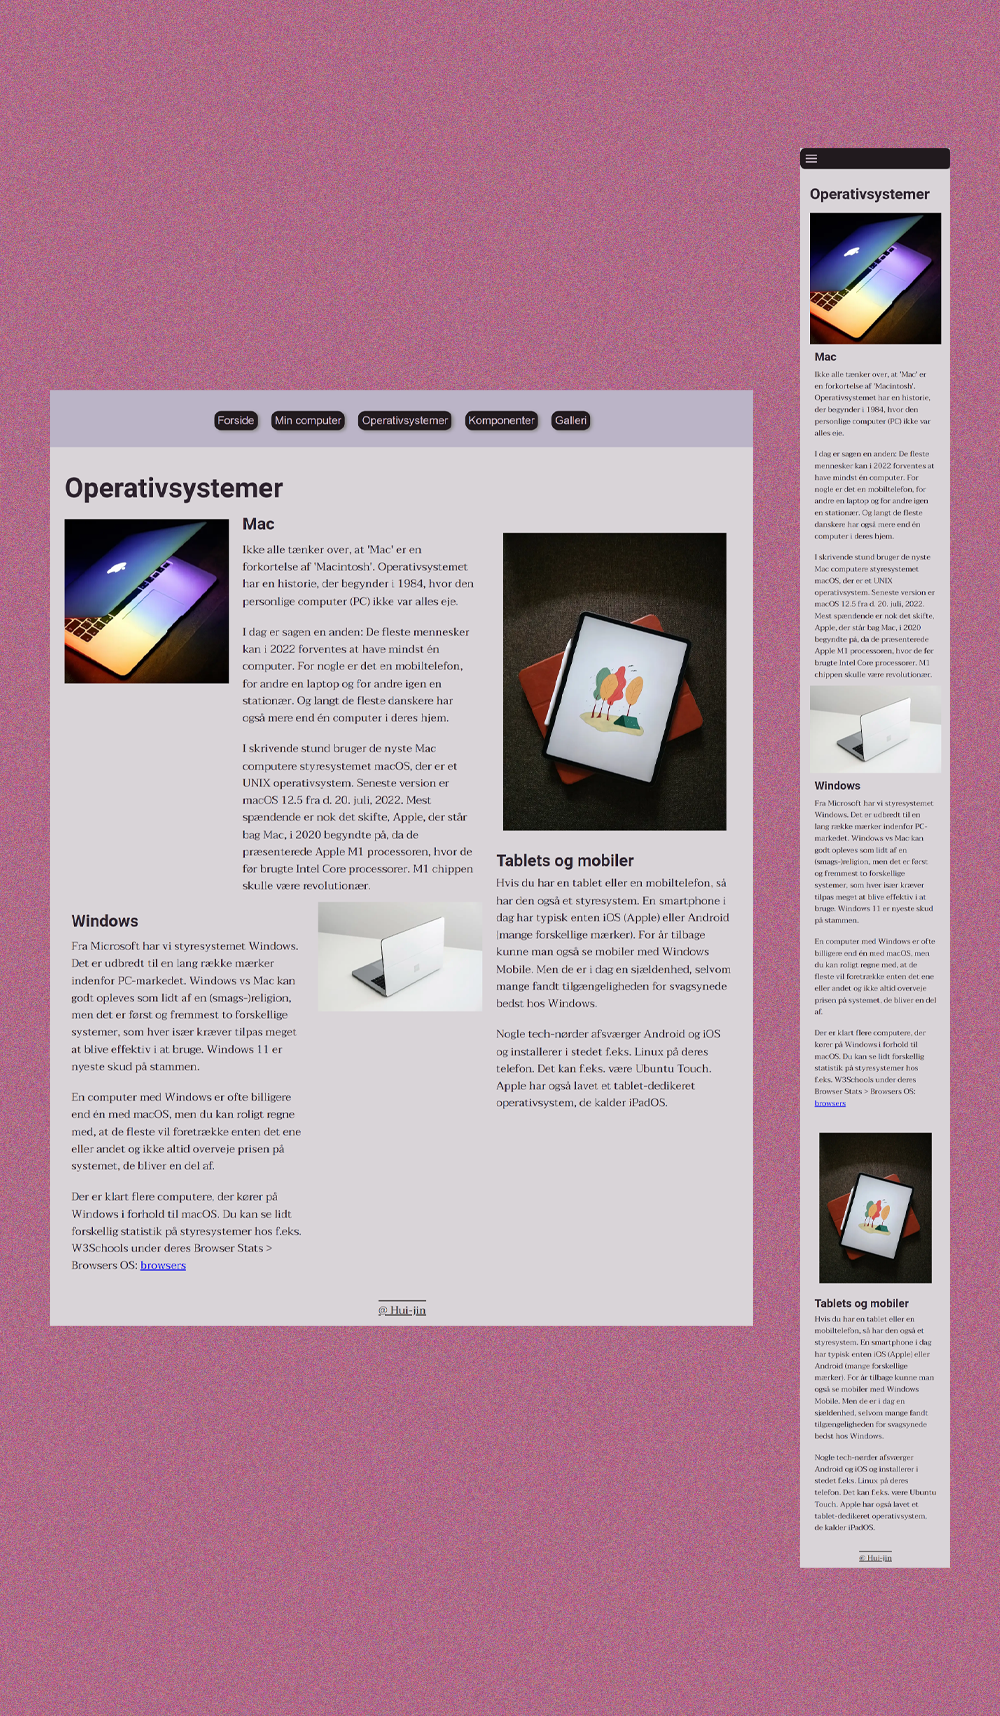 Forside
Min computer
Operativsystemer
Komponenter
Galleri
Operativsystemer
Mac
Ikke alle tænker over, at 'Mac' er en
forkortelse af 'Macintosh'. Operativsystemet
har en historie, der begynder i 1984, hvor den
personlige computer (PC) ikke var alles eje.
I dag er sagen en anden: De fleste mennesker
kan i 2022 forventes at have mindst én
computer. For nogle er det en mobiltelefon,
for andre en laptop og for andre igen en
stationær. Og langt de fleste danskere har
også mere end én computer i deres hjem.
I skrivende stund bruger de nyste Mac
computere styresystemet macOS, der er et
UNIX operativsystem. Seneste version er
macOS 12.5 fra d. 20. juli, 2022. Mest
spændende er nok det skifte, Apple, der står
bag Mac, i 2020 begyndte på, da de
præsenterede Apple M1 processoren, hvor de
før brugte Intel Core processorer. M1 chippen
skulle være revolutionær.
Windows
Fra Microsoft har vi styresystemet Windows.
Det er udbredt til en lang række mærker
indenfor PC-markedet. Windows vs Mac kan
godt opleves som lidt af en (smags-)religion,
men det er først og fremmest to forskellige
systemer, som hver især kræver tilpas meget
at blive effektiv i at bruge. Windows 11 er
nyeste skud på stammen.
En computer med Windows er ofte billigere
end én med macOS, men du kan roligt regne
med, at de fleste vil foretrække enten det ene
eller andet og ikke altid overveje prisen på
systemet, de bliver en del af.
Der er klart flere computere, der kører på
Windows i forhold til macOS. Du kan se lidt
forskellig statistik på styresystemer hos f.eks.
W3Schools under deres Browser Stats >
Browsers OS: browsers
Tablets og mobiler
Hvis du har en tablet eller en mobiltelefon, så
har den også et styresystem. En smartphone i
dag har typisk enten iOS (Apple) eller Android
(mange forskellige mærker). For år tilbage
kunne man også se mobiler med Windows
Mobile. Men de er i dag en sjældenhed, selvom
mange fandt tilgængeligheden for svagsynede
bedst hos Windows.
Nogle tech-nørder afsværger Android og iOS
og installerer i stedet f.eks. Linux på deres
telefon. Det kan f.eks. være Ubuntu Touch.
Apple har også lavet et tablet-dedikeret
operativsystem, de kalder iPadOS.
@ Hui-jin
Operativsystemer
Mac
Ikke alle tænker over, at 'Mac' er
en forkortelse af 'Macintosh'.
Operativsystemet har en historie,
der begynder i 1984, hvor den
personlige computer (PC) ikke var
alles eje.
I dag er sagen en anden: De fleste
mennesker kan i 2022 forventes at
have mindst én computer. For
nogle er det en mobiltelefon, for
andre en laptop og for andre igen
en stationær. Og langt de fleste
danskere har også mere end én
computer i deres hjem.
I skrivende stund bruger de nyste
Mac computere styresystemet
macOS, der er et UNIX
operativsystem. Seneste version er
macOS 12.5 fra d. 20. juli, 2022.
Mest spændende er nok det skifte,
Apple, der står bag Mac, i 2020
begyndte på, da de præsenterede
Apple M1 processoren, hvor de før
brugte Intel Core processorer. M1
chippen skulle være revolutionær.
Windows
Fra Microsoft har vi styresystemet
Windows. Det er udbredt til en
lang række mærker indenfor PC-
markedet. Windows vs Mac kan
godt opleves som lidt af en
(smags-)religion, men det er først
og fremmest to forskellige
systemer, som hver især kræver
tilpas meget at blive effektiv i at
bruge. Windows 11 er nyeste skud
på stammen.
En computer med Windows er ofte
billigere end én med macOS, men
du kan roligt regne med, at de
fleste vil foretrække enten det ene
eller andet og ikke altid overveje
prisen på systemet, de bliver en del
af.
Der er klart flere computere, der
kører på Windows i forhold til
macOS. Du kan se lidt forskellig
statistik på styresystemer hos
f.eks. W3Schools under deres
Browser Stats > Browsers OS:
browsers
Tablets og mobiler
Hvis du har en tablet eller en
mobiltelefon, så har den også et
styresystem. En smartphone i dag
har typisk enten iOS (Apple) eller
Android (mange forskellige
mærker). For år tilbage kunne man
også se mobiler med Windows
Mobile. Men de er i dag en
sjældenhed, selvom mange fandt
tilgængeligheden for svagsynede
bedst hos Windows.
Nogle tech-nørder afsværger
Android og iOS og installerer i
stedet f.eks. Linux på deres
telefon. Det kan f.eks. være Ubuntu
Touch. Apple har også lavet et
tablet-dedikeret operativsystem,
de kalder iPadOS.
@ Hui-jin